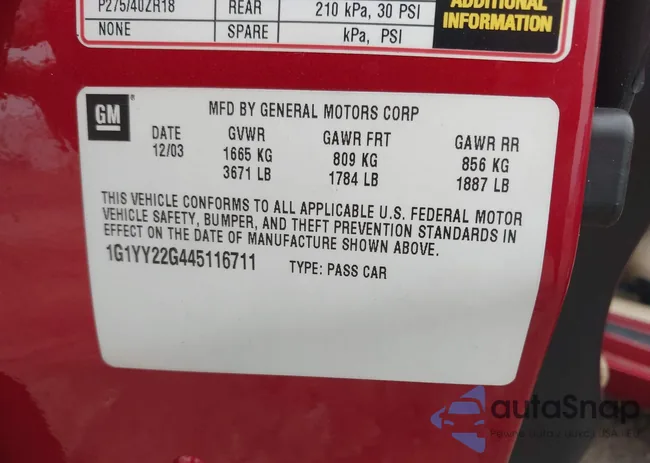 P275/40ZR18 REAR 210 kPa, 30 PSI
NONE SPARE kPa, PSI
ADDITIONAL
INFORMATION
GM
MFD BY GENERAL MOTORS CORP
DATE GVWR GAWR FRT GAWR RR
12/03 1665 KG 809 KG 856 KG
3671 LB 1784 LB 1887 LB
THIS VEHICLE CONFORMS TO ALL APPLICABLE U.S. FEDERAL MOTOR
VEHICLE SAFETY, BUMPER, AND THEFT PREVENTION STANDARDS IN
EFFECT ON THE DATE OF MANUFACTURE SHOWN ABOVE.
1G1YY22G445116711 TYPE: PASS CAR
autaSnap
Pewne auta